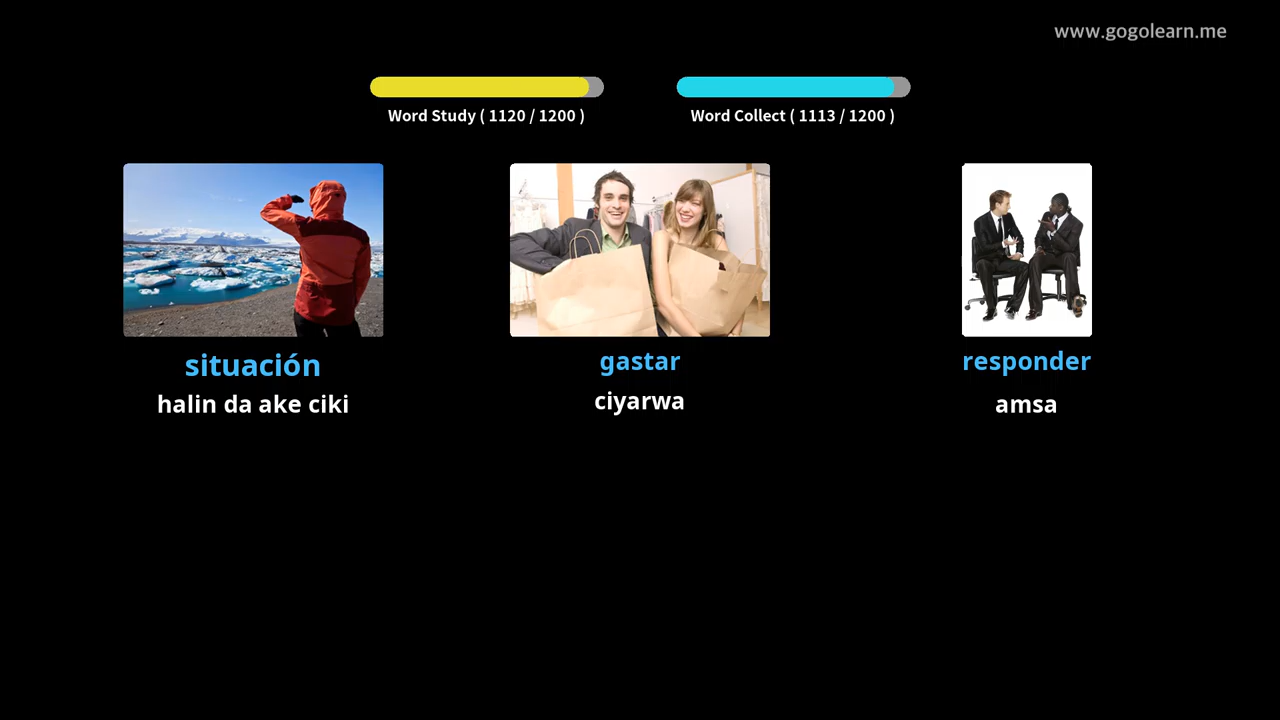 www.gogolearn.me
Word Study ( 1120 / 1200 )
Word Collect ( 1113 / 1200 )
situación
halin da ake ciki
gastar
ciyarwa
responder
amsa